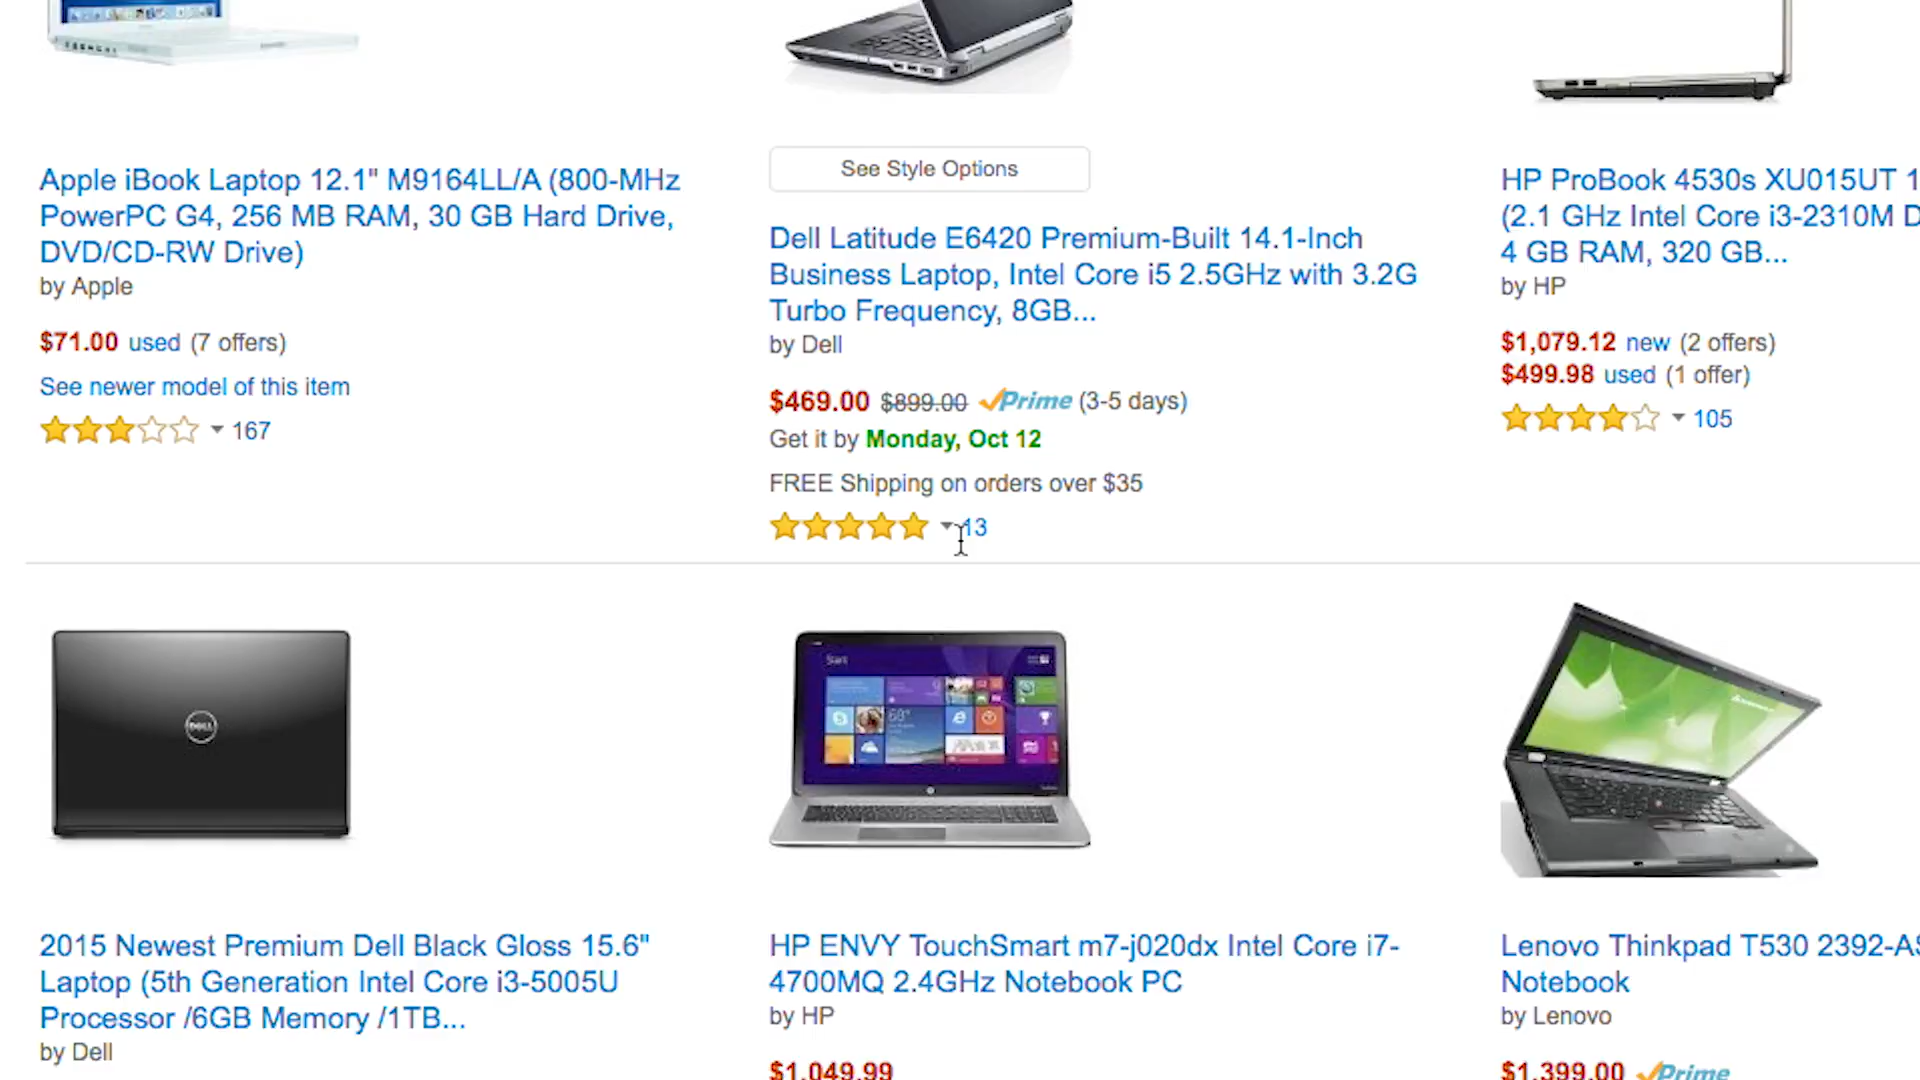 Apple iBook Laptop 12.1" M9164LL/A (800-MHz
PowerPC G4, 256 MB RAM, 30 GB Hard Drive,
DVD/CD-RW Drive)
by Apple
$71.00 used (7 offers)
See newer model of this item
167
See Style Options
Dell Latitude E6420 Premium-Built 14.1-Inch
Business Laptop, Intel Core i5 2.5GHz with 3.2G
Turbo Frequency, 8GB...
by Dell
$469.00 $899.00 Prime (3-5 days)
Get it by Monday, Oct 12
FREE Shipping on orders over $35
13
HP ProBook 4530s XU015UT 1
(2.1 GHz Intel Core i3-2310M D
4 GB RAM, 320 GB...
by HP
$1,079.12 new (2 offers)
$499.98 used (1 offer)
105
DELL
Start
68°
2015 Newest Premium Dell Black Gloss 15.6"
Laptop (5th Generation Intel Core i3-5005U
Processor /6GB Memory /1TB...
by Dell
HP ENVY TouchSmart m7-j020dx Intel Core i7-
4700MQ 2.4GHz Notebook PC
by HP
$1,049.99
Lenovo Thinkpad T530 2392-AS
Notebook
by Lenovo
$1,399.00 Prime